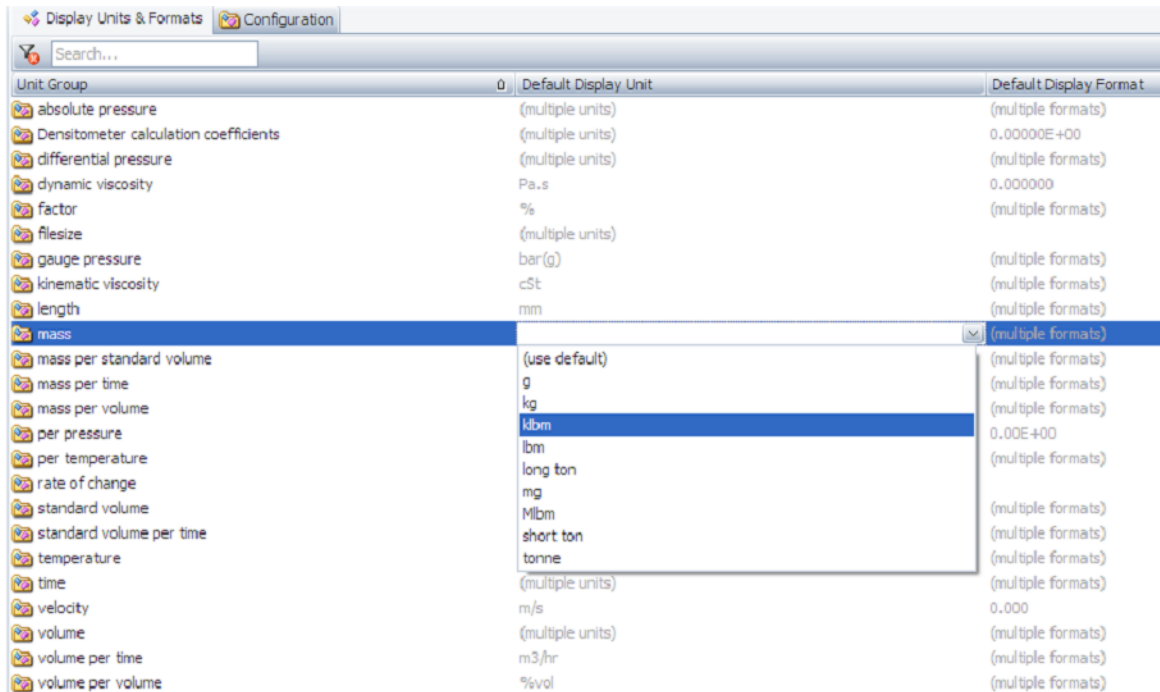 Display Units & Formats Configuration
Search...
Unit Group Default Display Unit Default Display Format
absolute pressure (multiple units) (multiple formats)
Densitometer calculation coefficients (multiple units) 0.00000E+00
differential pressure (multiple units) (multiple formats)
dynamic viscosity Pa.s 0.000000
factor % (multiple formats)
filesize (multiple units)
gauge pressure bar(g) (multiple formats)
kinematic viscosity cSt (multiple formats)
length mm (multiple formats)
mass (multiple formats)
mass per standard volume (use default) (multiple formats)
mass per time g (multiple formats)
mass per volume kg (multiple formats)
per pressure klbm 0.00E+00
per temperature lbm (multiple formats)
rate of change long ton
mg
standard volume Mlbm (multiple formats)
standard volume per time short ton (multiple formats)
temperature tonne (multiple formats)
time (multiple units) (multiple formats)
velocity m/s 0.000
volume (multiple units) (multiple formats)
volume per time m3/hr (multiple formats)
volume per volume %vol (multiple formats)